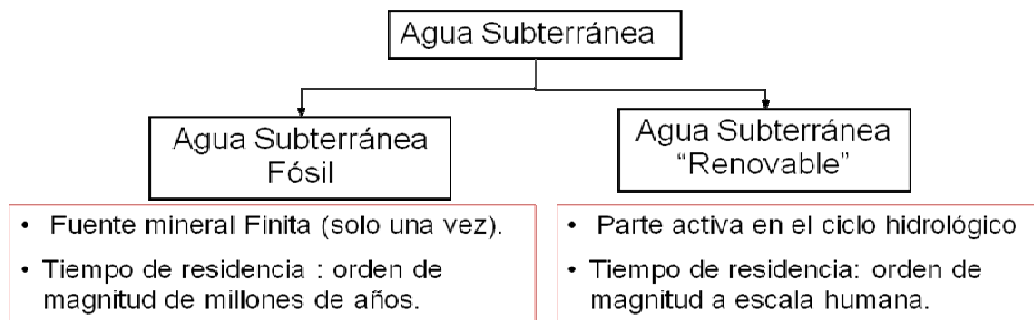 Agua Subterránea
Agua Subterránea
Fósil
Agua Subterránea
“Renovable”
• Fuente mineral Finita (solo una vez).
• Tiempo de residencia : orden de
magnitud de millones de años.
• Parte activa en el ciclo hidrológico
• Tiempo de residencia: orden de
magnitud a escala humana.